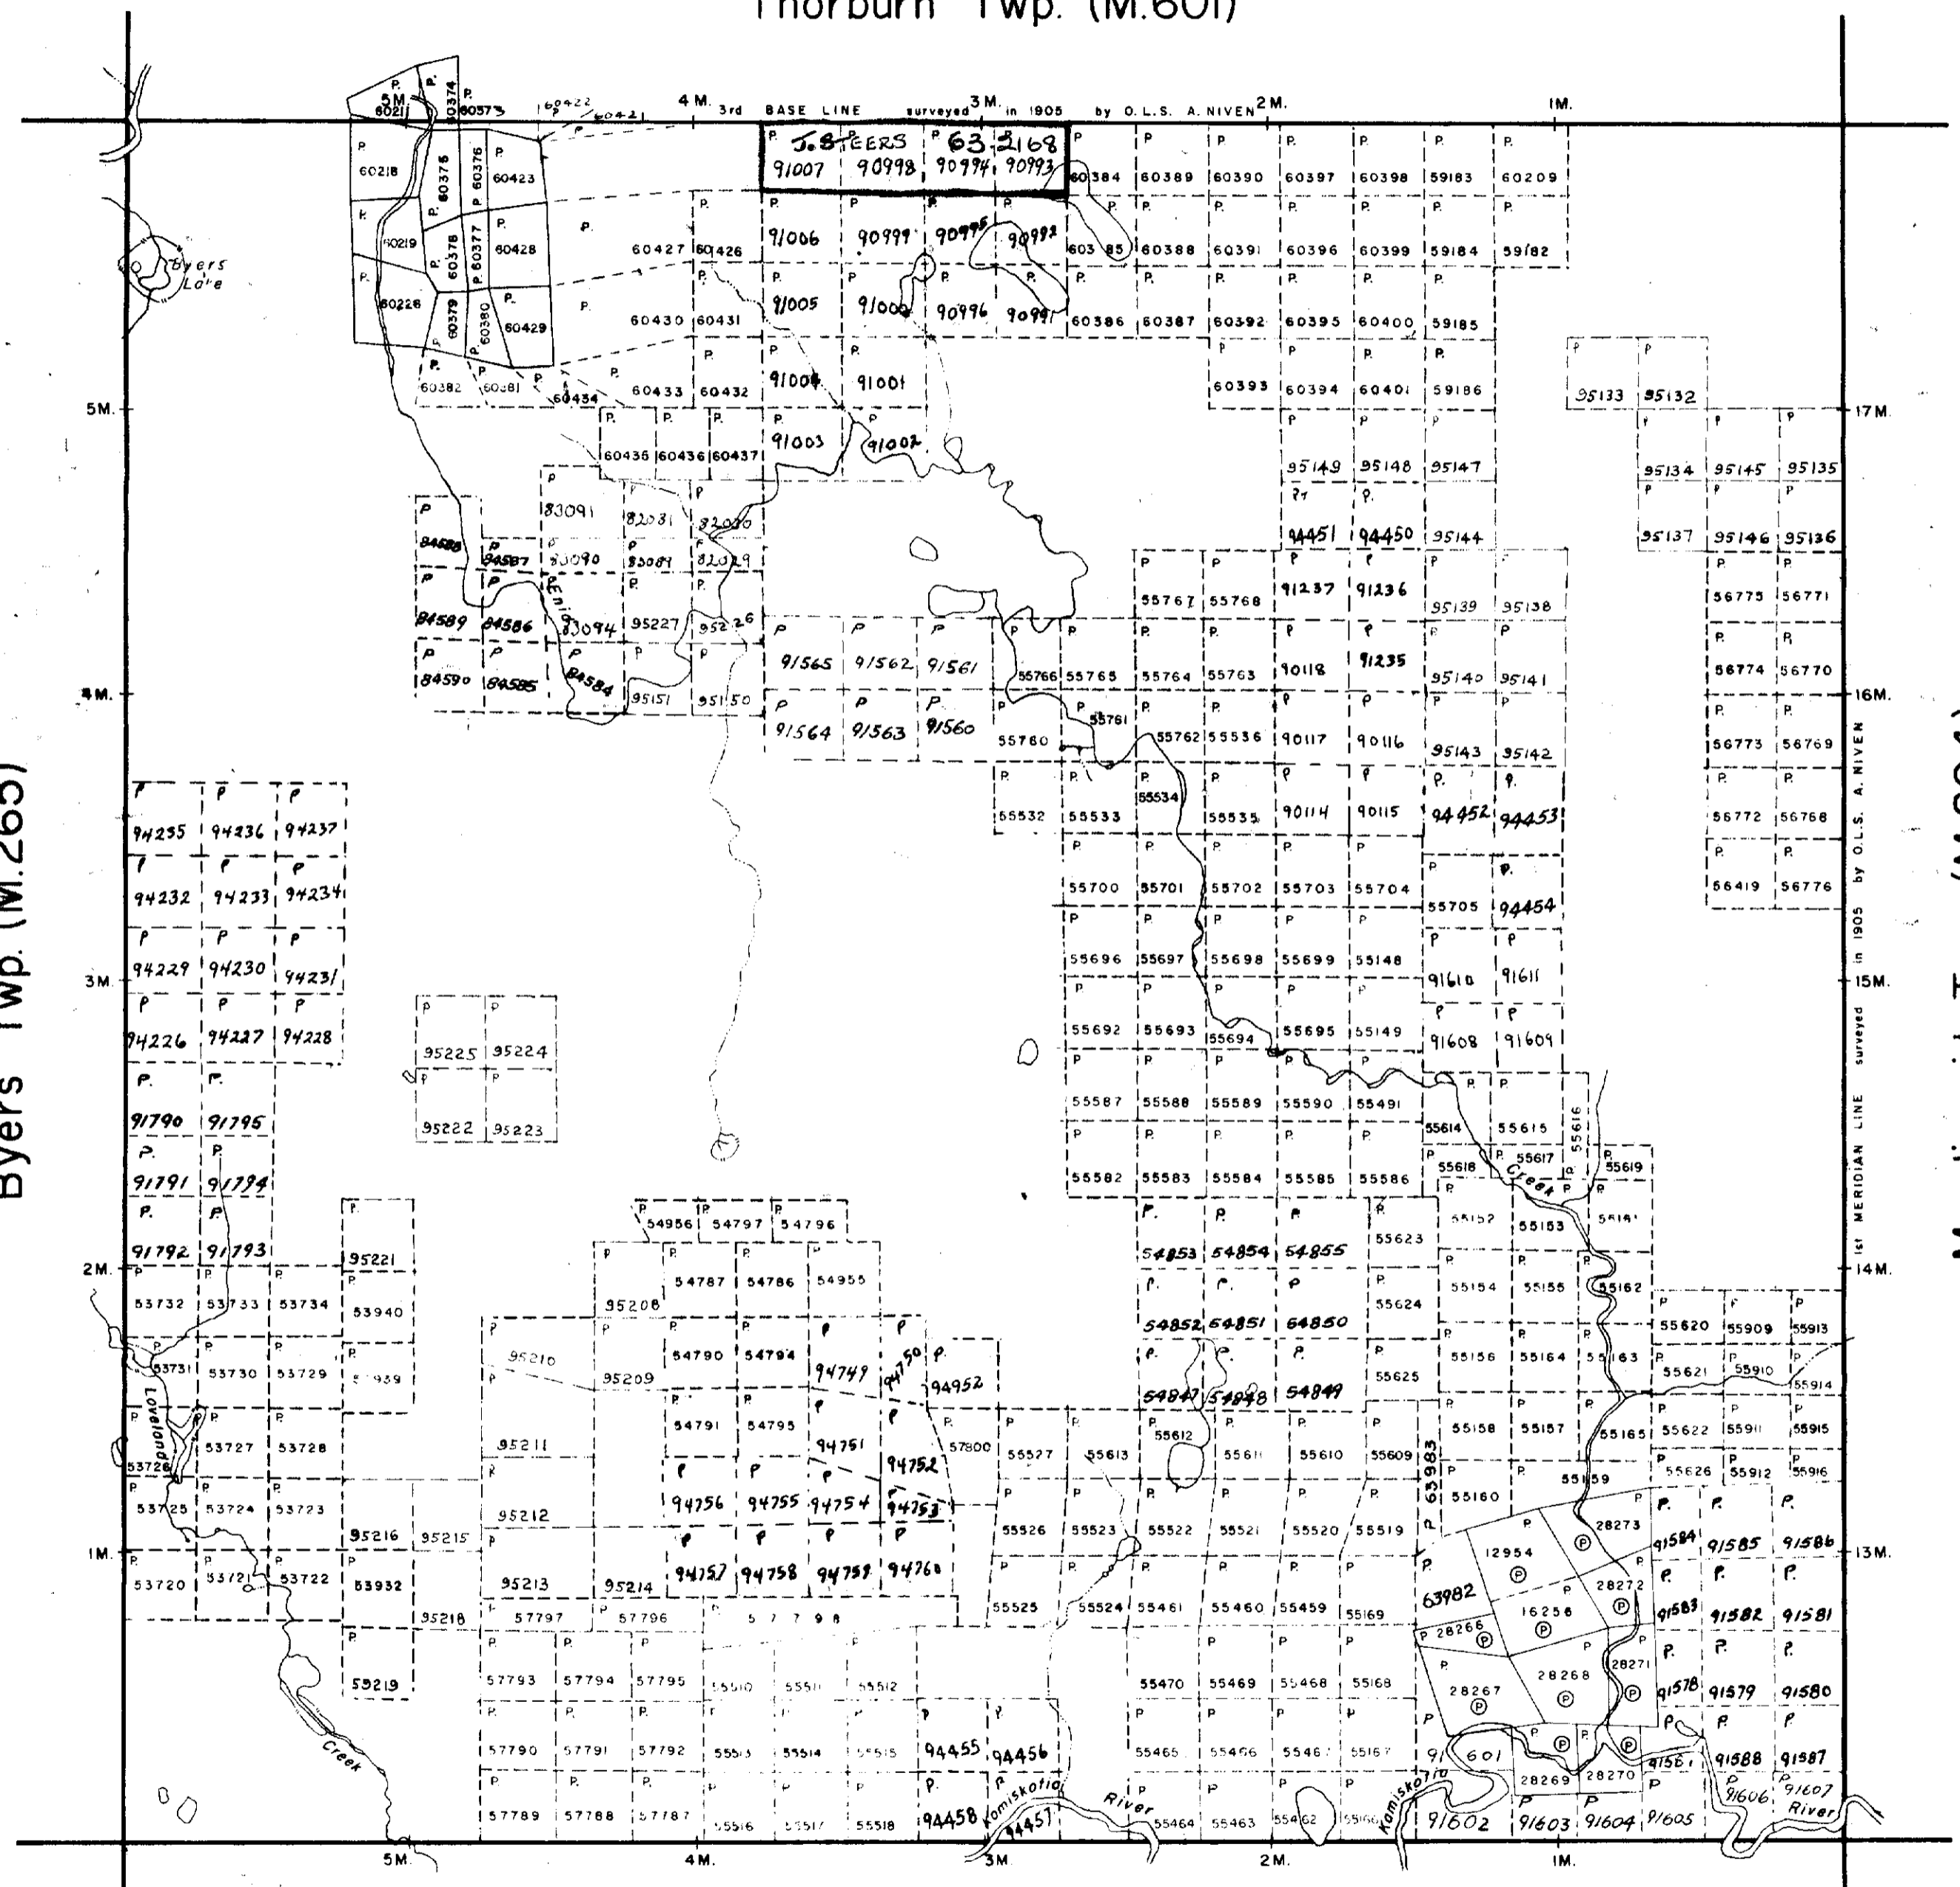 Thorburn Twp. (M.601)
5M. 4M. 3rd BASE LINE surveyed 3M. in 1905 by O.L.S. A. NIVEN 2M. 1M.
60374 60373 60422 60421
J. STEERS 63-2168
60218 60375 60376 60423 91007 90998 90994 90993 60384 60389 60390 60397 60398 59183 60209
60219 60378 60377 60428 60427 60426 91006 90999 90995 90992 60385 60388 60391 60396 60399 59184 59182
Byers
60226 60379 60380 60429 60430 60431 91005 90996 90991 60386 60387 60392 60395 60400 59185
60382 60381 60434 60433 60432 91004 91001 60393 60394 60401 59186 95133 95132
5M. 17M.
60435 60436 60437 91003 91002 95149 95148 95147 95134 95145 95135
83091 82031 82030
84588 84587 83090 83089 82029 94451 94450 95144 95137 95146 95136
Enid
84589 84586 83094 95227 95226 55767 55768 91237 91236 95139 95138 56775 56771
84590 84585 84584 95151 95150 91565 91562 91561 55766 55765 55764 55763 90118 91235 95140 95141 56774 56770
4M. 16M.
91564 91563 91560 55760 55761 55762 55536 90117 90116 95143 95142 56773 56769
94235 94236 94237 55532 55533 55534 55535 90114 90115 94452 94453 56772 56768
Byers Twp. (M.265)
94232 94233 94234 55700 55701 55702 55703 55704 55705 94454 56419 56776
94229 94230 94231 55696 55697 55698 55699 55148 91610 91611
3M. 15M.
1st MERIDIAN LINE surveyed in 1905 by O.L.S. A. NIVEN
94226 94227 94228 95225 95224 55692 55693 55694 55695 55149 91608 91609
91790 91795 95222 95223 55587 55588 55589 55590 55491 55614 55615 55616
91791 91794 55582 55583 55584 55585 55586 55618 55617 55619
Creek
91792 91793 95221 54956 54797 54796 54853 54854 54855 55623 55152 55153
2M. 14M.
53732 53733 53734 53940 95208 54787 54786 54955 54852 54851 54850 55624 55154 55155 55162 55620 55909 55913
53731 53730 53729 95210 95209 54790 54794 94749 94750 94952 54847 54848 54849 55625 55156 55164 55163 55621 55910 55914
Loveland
53726 53727 53728 95211 54791 54795 94751 94752 57800 55527 55613 55612 55611 55610 55609 63983 55158 55157 55165 55622 55911 55915
55626 55912 55916
53725 53724 53723 95216 95215 95212 94756 94755 94754 94753 55526 55523 55522 55521 55520 55519 55160 55159
28273 91584 91585 91586
1M. 13M.
53720 53721 53722 53932 95218 95213 95214 94757 94758 94759 94760 55525 55524 55461 55460 55459 55169 63982 12954 28272 91583 91582 91581
57797 57796 57798 28266 16256
53219 57793 57794 57795 55510 55511 55512 55470 55469 55468 55168 28267 28268 28271 91578 91579 91580
Creek
57790 57791 57792 55513 55514 55515 94455 94456 55465 55466 55467 55167 91601 28269 28270 91588 91587
57789 57788 57787 55516 55517 55518 94458 94457 55464 55463 55462 91602 91603 91604 91605 91606 91607
Kamiskotia River Kamiskotia River
5M. 4M. 3M. 2M. 1M.